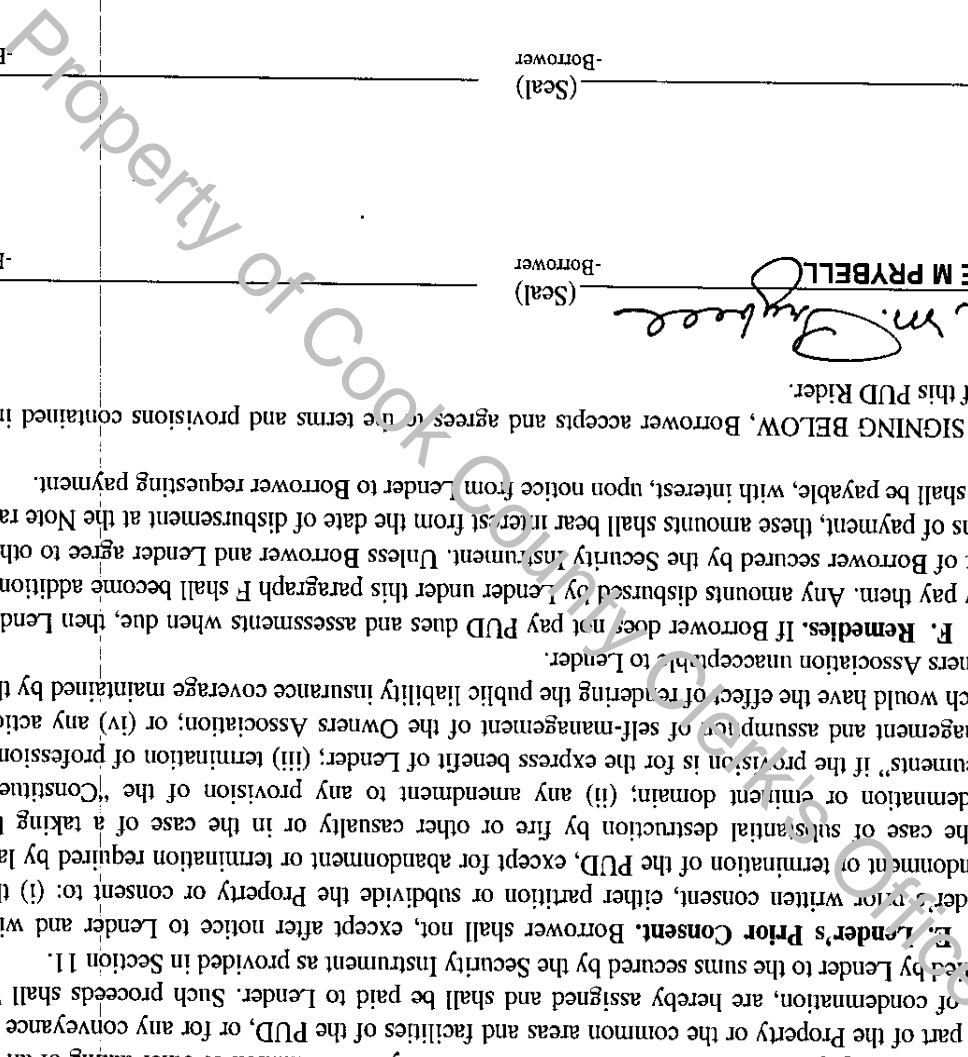 part of the Property or the common areas and facilities of the PUD, or for any conveyance
of condemnation, are hereby assigned and shall be paid to Lender. Such proceeds shall
by Lender to the sums secured by the Security Instrument as provided in Section 11.
E. Lender's Prior Consent. Borrower shall not, except after notice to Lender and wi
der's prior written consent, either partition or subdivide the Property or consent to: (i) th
ndonment or termination of the PUD, except for abandonment or termination required by la
he case of substantial destruction by fire or other casualty or in the case of a taking
demnation or eminent domain; (ii) any amendment to any provision of the "Constitue
uments" if the provision is for the express benefit of Lender; (iii) termination of profession
nagement and assumption of self-management of the Owners Association; or (iv) any actio
ch would have the effect of rendering the public liability insurance coverage maintained by th
ners Association unacceptable to Lender.
F. Remedies. If Borrower does not pay PUD dues and assessments when due, then Lend
y pay them. Any amounts disbursed by Lender under this paragraph F shall become addition
of Borrower secured by the Security Instrument. Unless Borrower and Lender agree to oth
ms of payment, these amounts shall bear interest from the date of disbursement at the Note ra
shall be payable, with interest, upon notice from Lender to Borrower requesting payment.
SIGNING BELOW, Borrower accepts and agrees to the terms and provisions contained in
f this PUD Rider.
M. Prybell
(Seal)
E M PRYBELL
-Borrower
(Seal)
-Borrower
Property of Cook County Clerk's Office